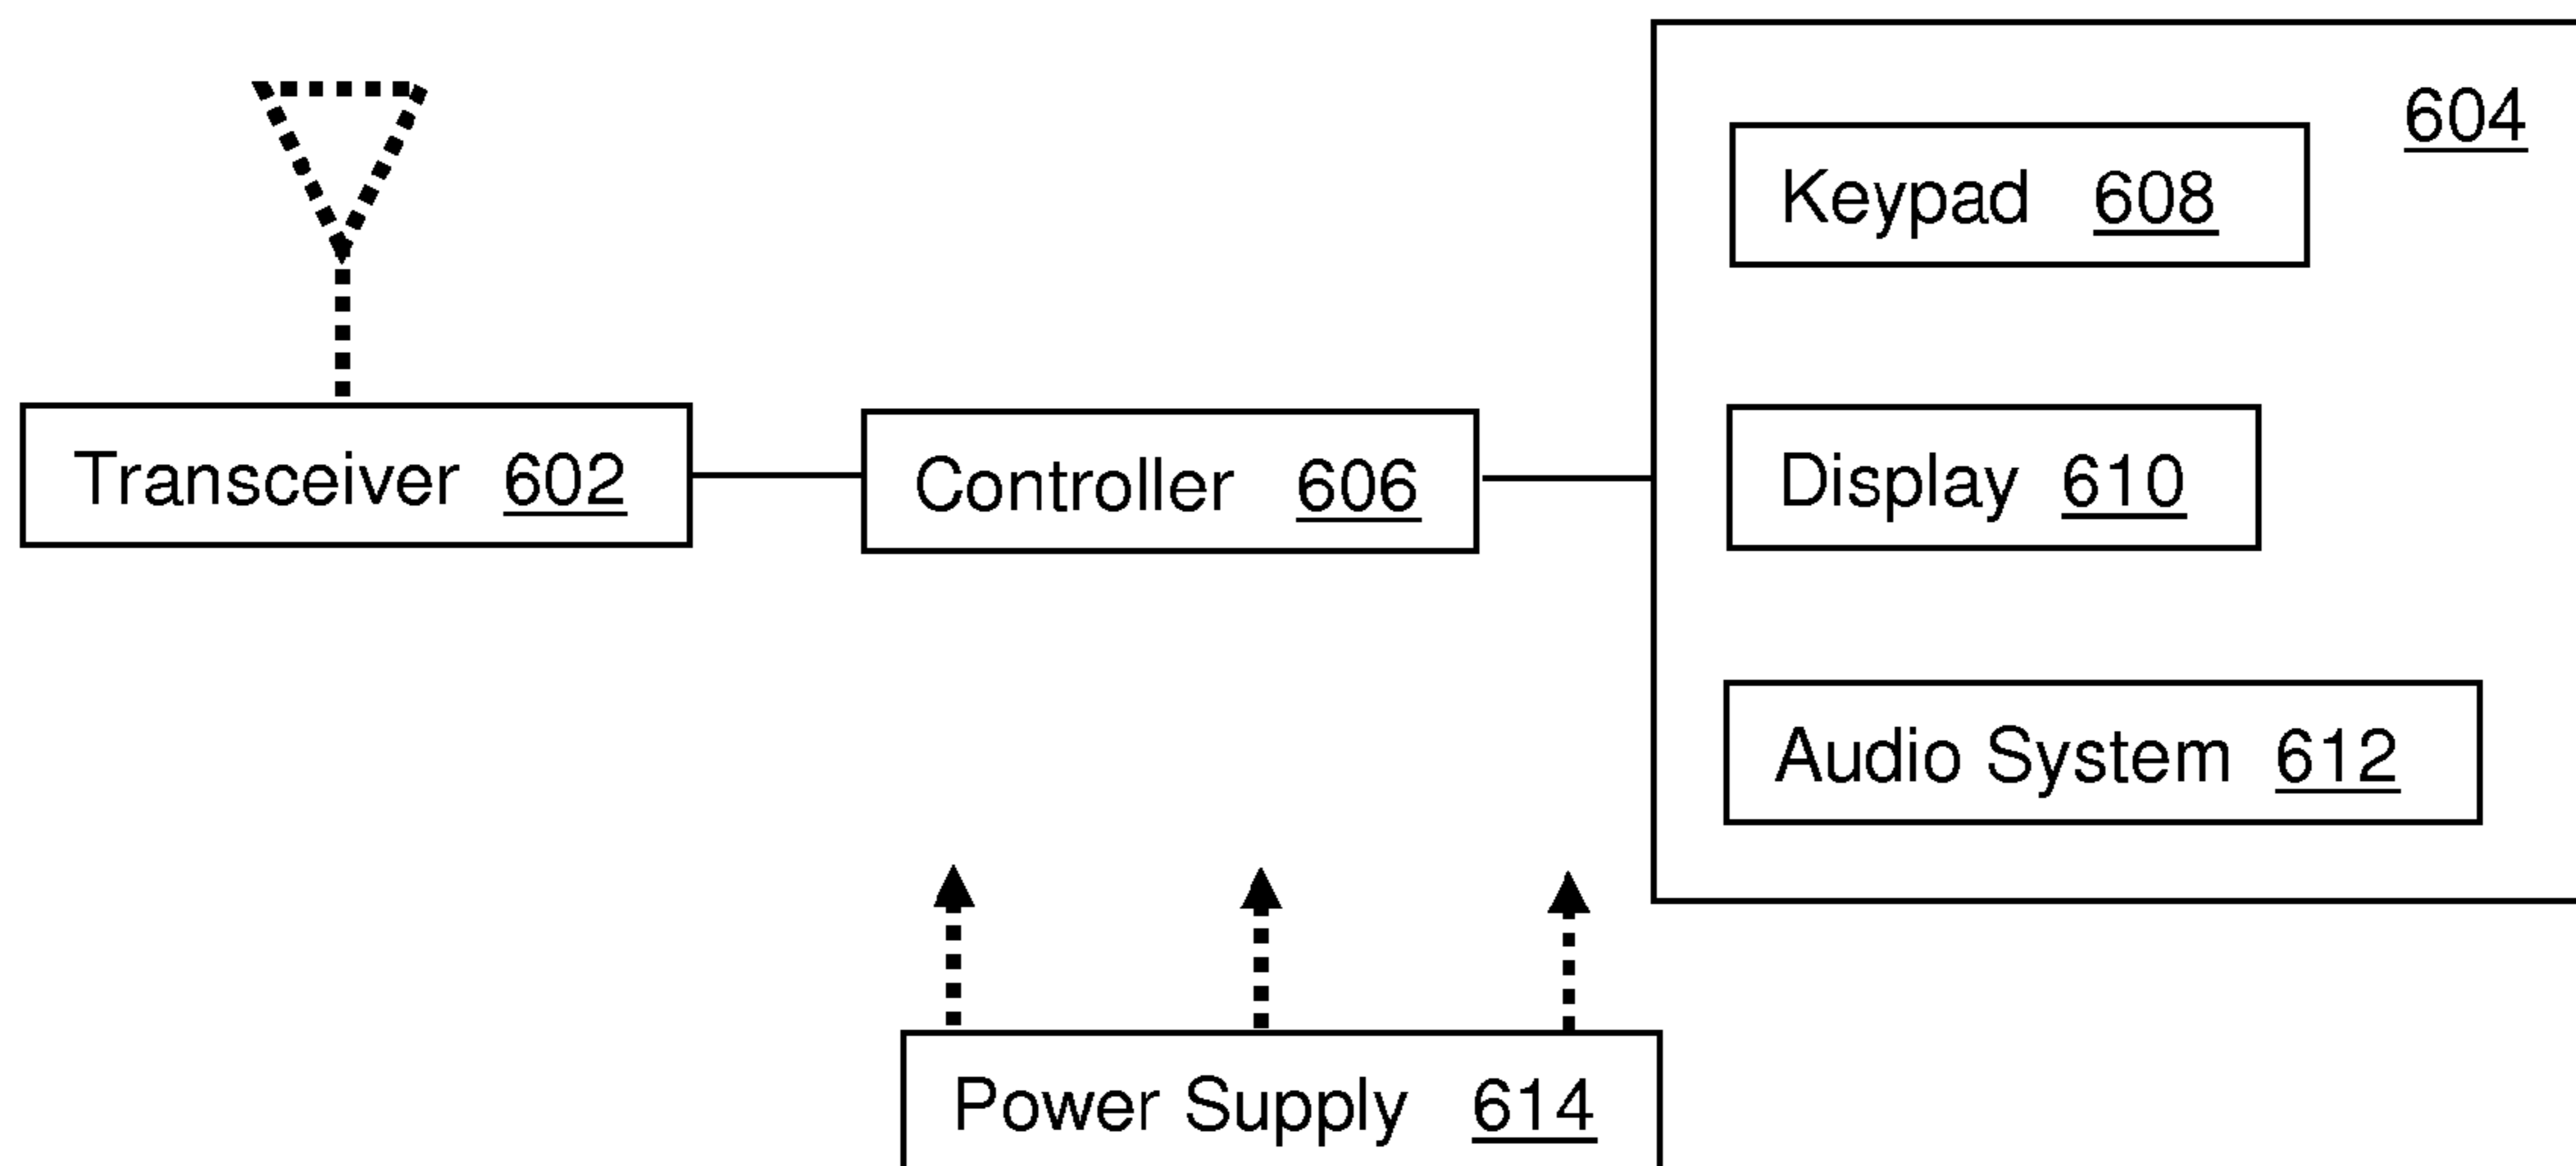 604
Keypad 608
Transceiver 602
Controller 606
Display 610
Audio System 612
Power Supply 614